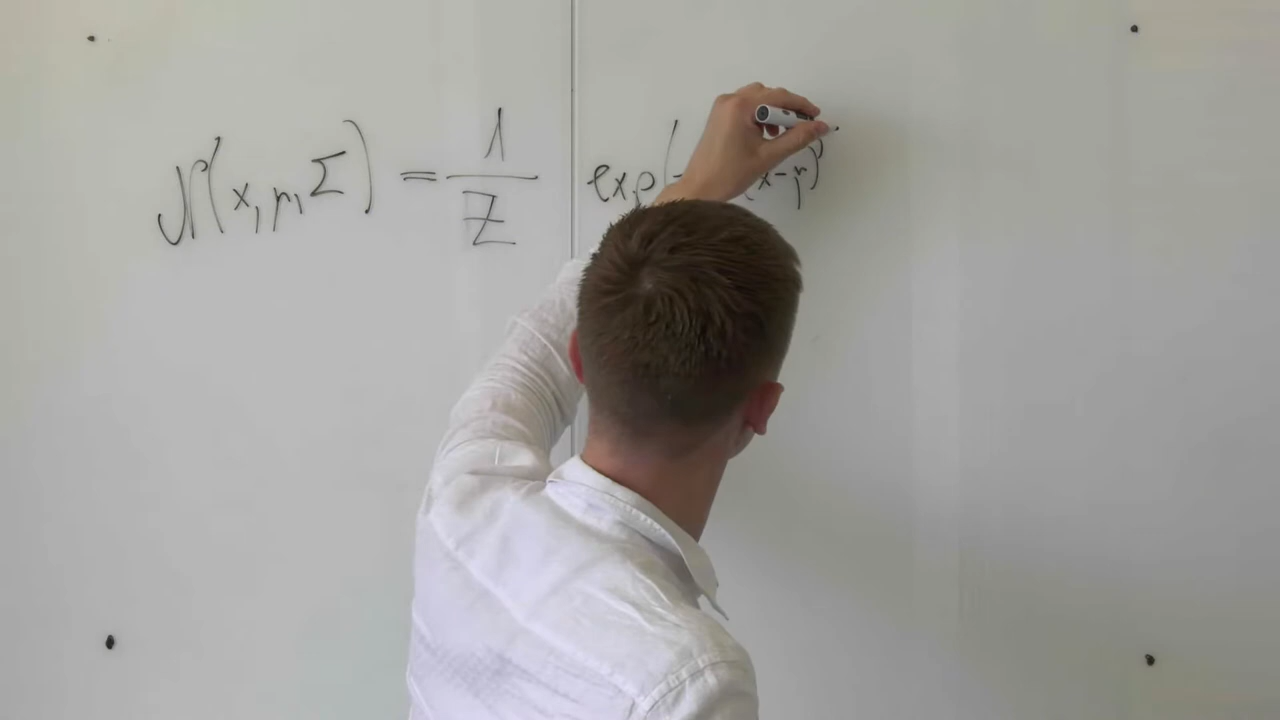 𝒩(x, μ, Σ) = 1/Z exp(- (x-μ)